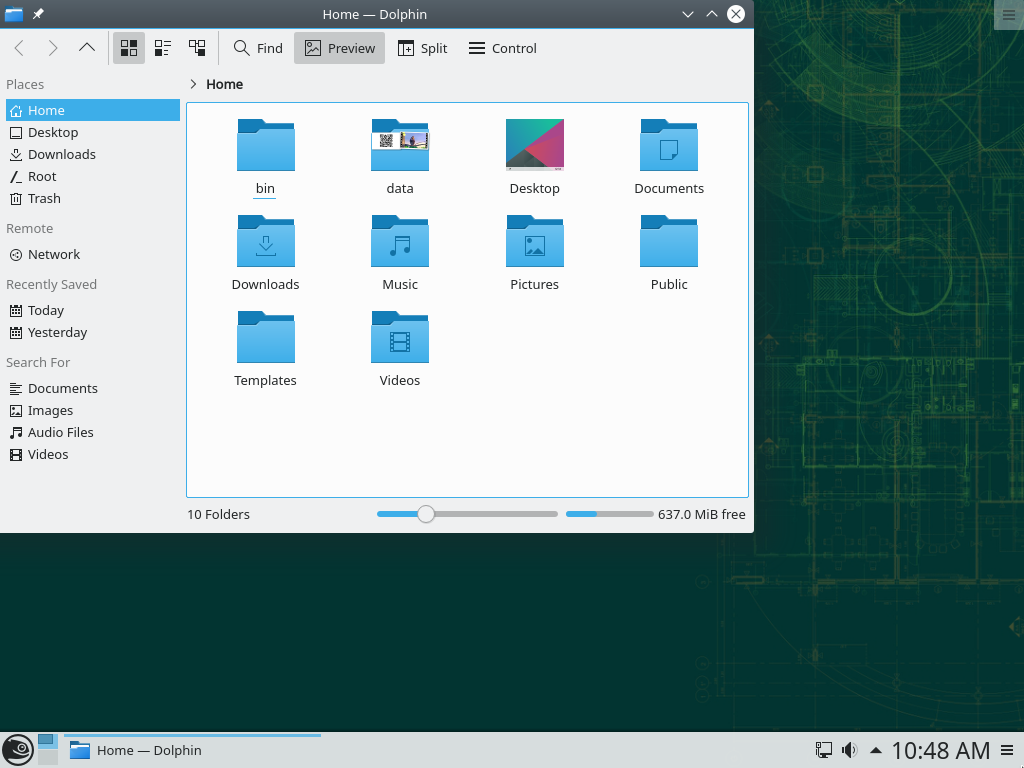 Home — Dolphin
Find
Preview
Split
Control
Places
Home
Home
Desktop
Downloads
Root
Trash
Remote
Network
Recently Saved
Today
Yesterday
Search For
Documents
Images
Audio Files
Videos
bin
data
Desktop
Documents
Downloads
Music
Pictures
Public
Templates
Videos
10 Folders
637.0 MiB free
Home — Dolphin
10:48 AM